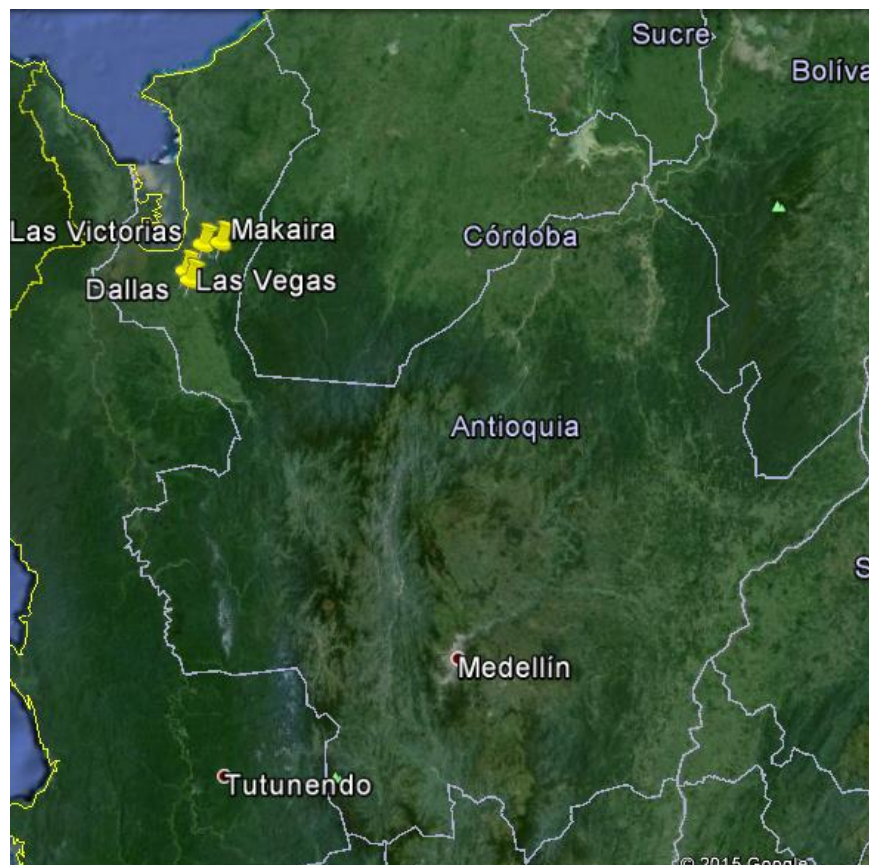 Sucre
Bolíva
Las Victorias
Makaira
Córdoba
Dallas
Las Vegas
Antioquia
S
Medellín
Tutunendo
© 2015 Google